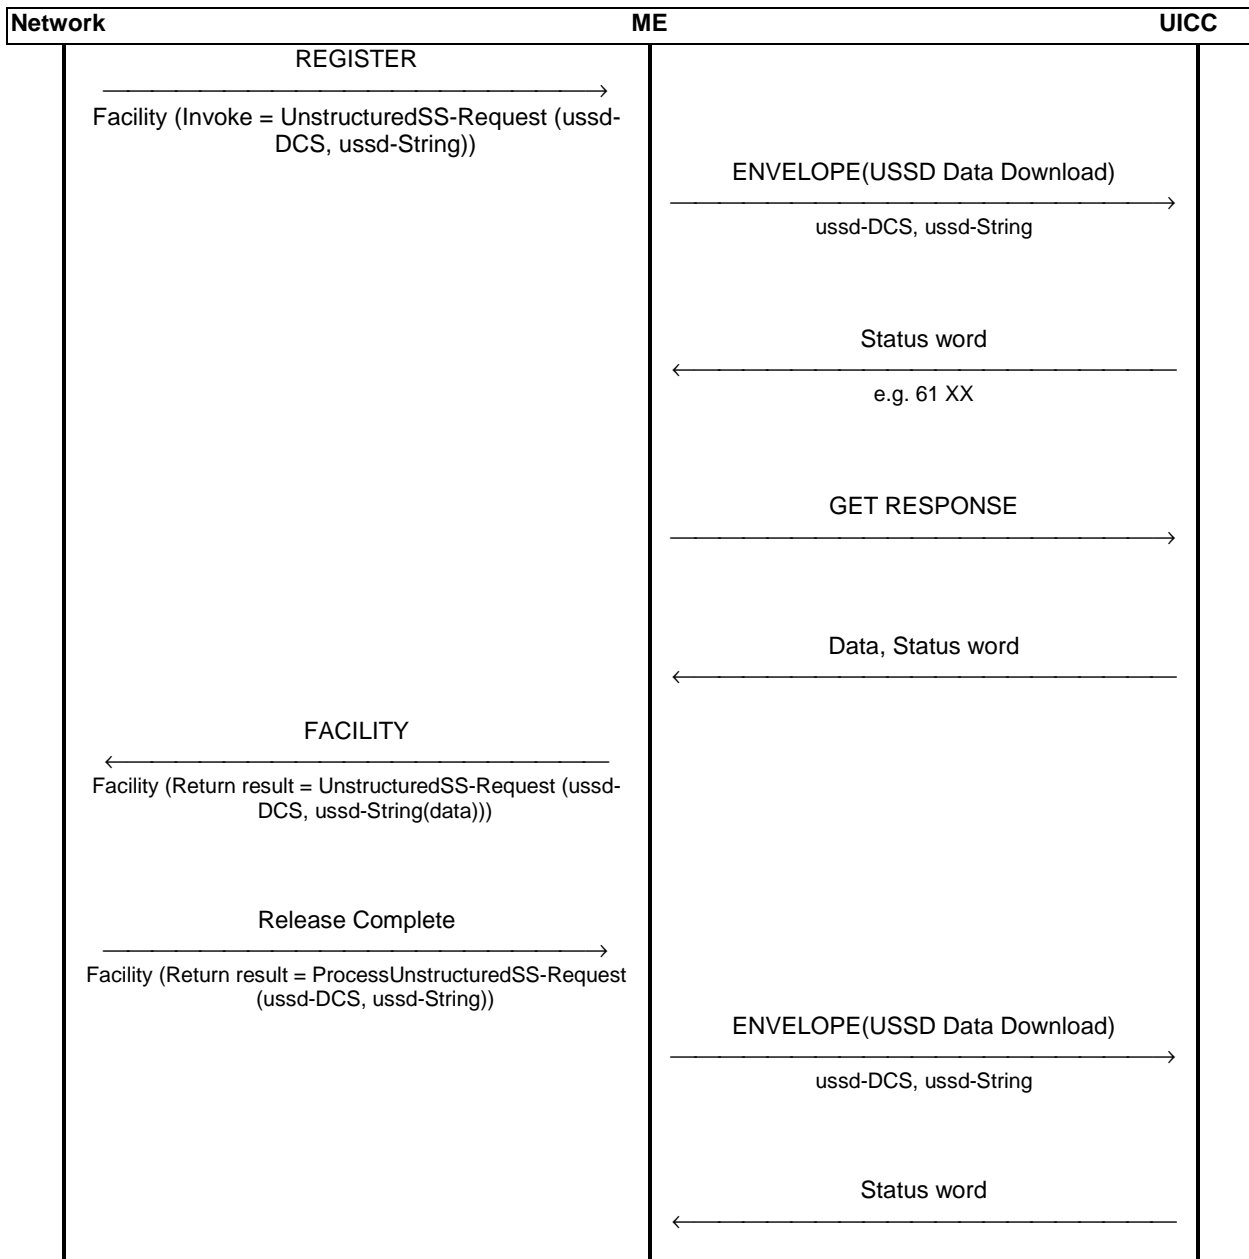 Network ME UICC
REGISTER
Facility (Invoke = UnstructuredSS-Request (ussd-
DCS, ussd-String))
ENVELOPE(USSD Data Download)
ussd-DCS, ussd-String
Status word
e.g. 61 XX
GET RESPONSE
Data, Status word
FACILITY
Facility (Return result = UnstructuredSS-Request (ussd-
DCS, ussd-String(data)))
Release Complete
Facility (Return result = ProcessUnstructuredSS-Request
(ussd-DCS, ussd-String))
ENVELOPE(USSD Data Download)
ussd-DCS, ussd-String
Status word